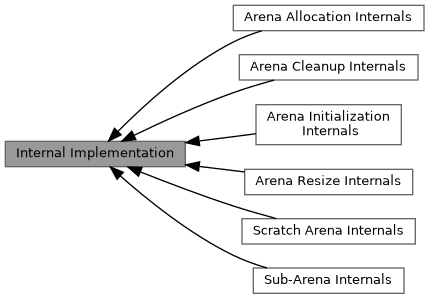 Arena Allocation Internals
Arena Cleanup Internals
Arena Initialization
Internals
Internal Implementation
Arena Resize Internals
Scratch Arena Internals
Sub-Arena Internals